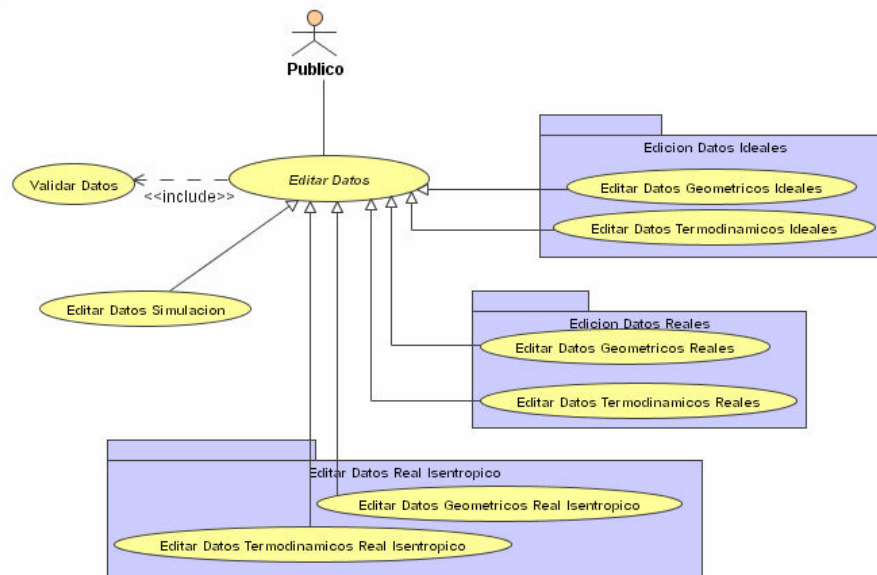 Publico
Edicion Datos Ideales
Editar Datos
Validar Datos
<<include>>
Editar Datos Geometricos Ideales
Editar Datos Termodinamicos Ideales
Editar Datos Simulacion
Edicion Datos Reales
Editar Datos Geometricos Reales
Editar Datos Termodinamicos Reales
Editar Datos Real Isentropico
Editar Datos Geometricos Real Isentropico
Editar Datos Termodinamicos Real Isentropico